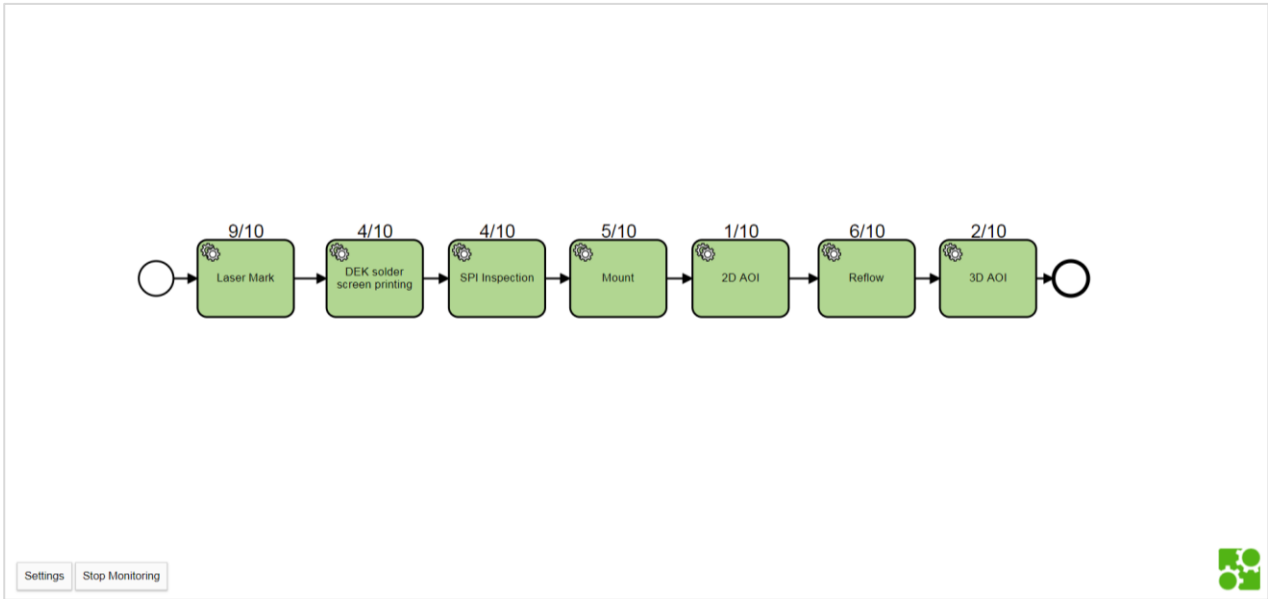 9/10
4/10
4/10
5/10
1/10
6/10
2/10
Laser Mark
DEK solder
screen printing
SPI Inspection
Mount
2D AOI
Reflow
3D AOI
Settings
Stop Monitoring